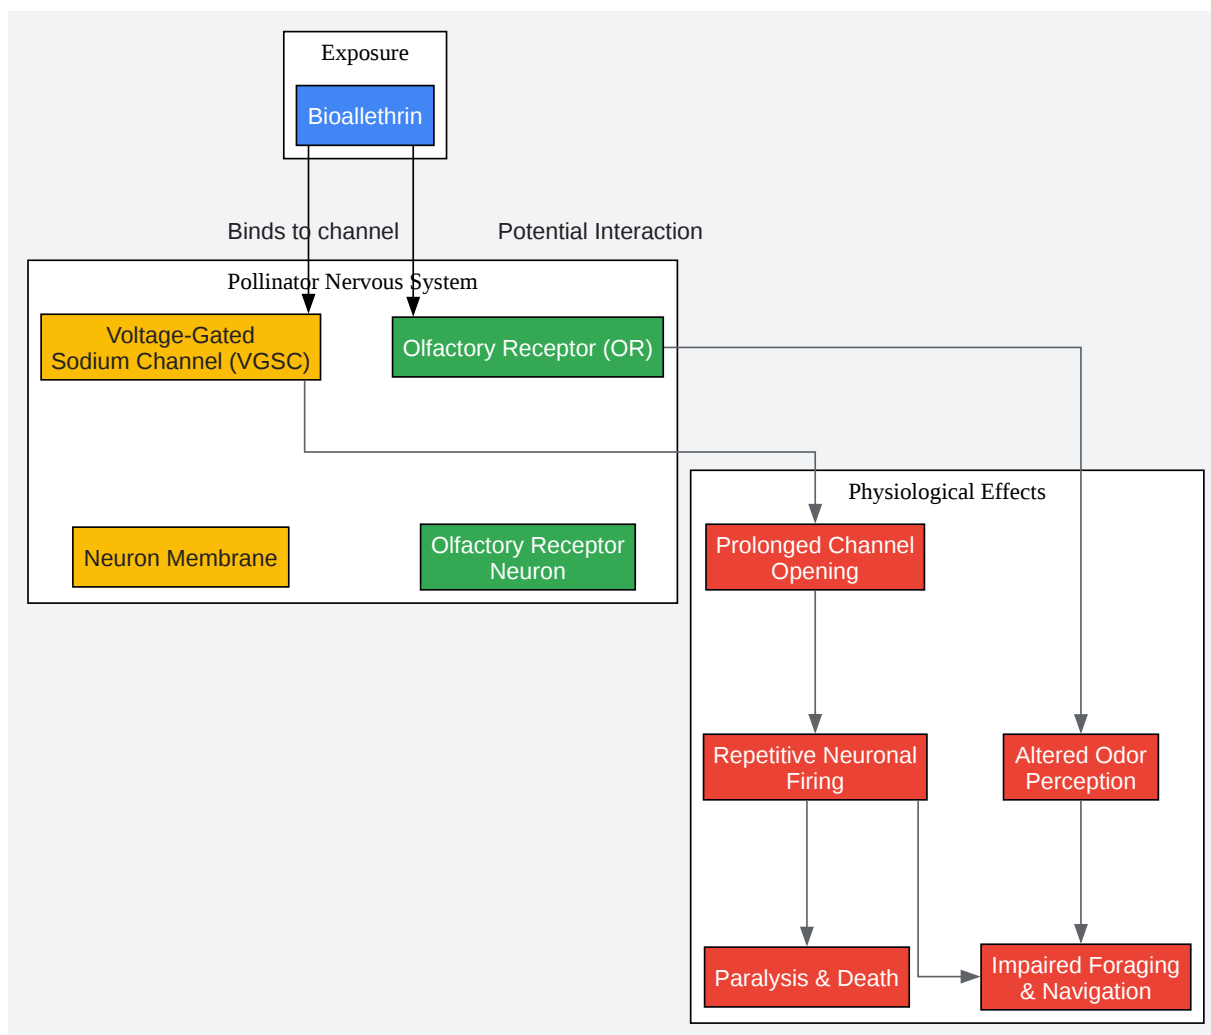 Exposure
Bioallethrin
Binds to channel
Potential Interaction
Pollinator Nervous System
Voltage-Gated
Sodium Channel (VGSC)
Olfactory Receptor (OR)
Neuron Membrane
Olfactory Receptor
Neuron
Physiological Effects
Prolonged Channel
Opening
Repetitive Neuronal
Firing
Altered Odor
Perception
Paralysis & Death
Impaired Foraging
& Navigation